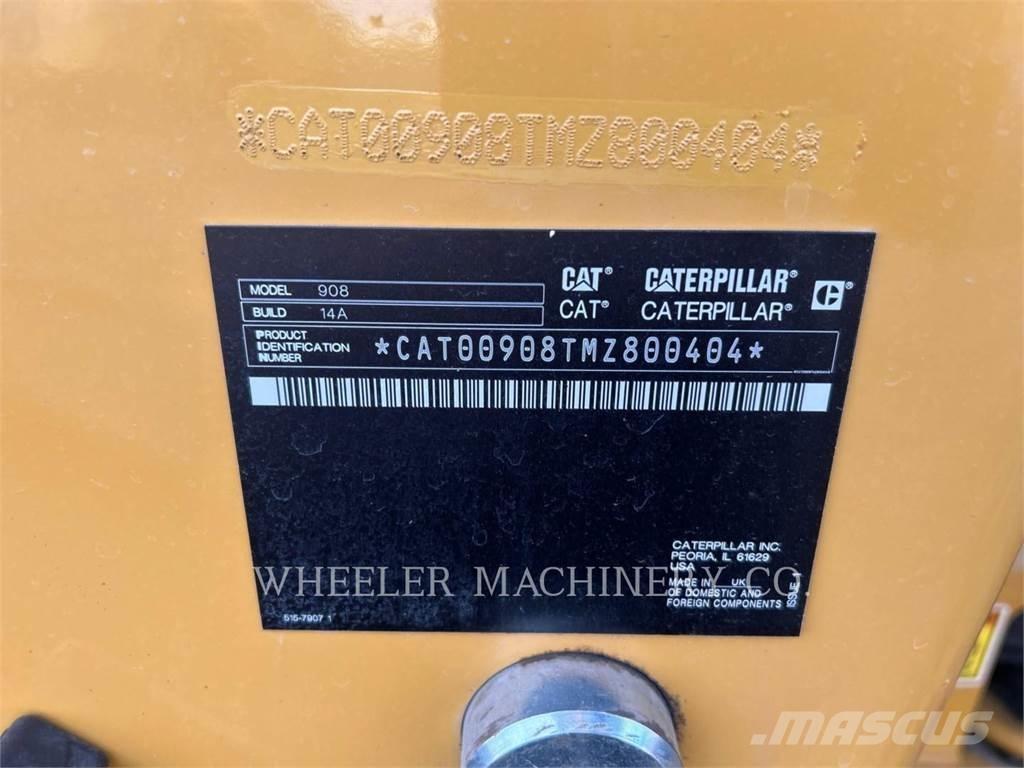 *CAT00908TMZ800404*
MODEL 908
BUILD 14A
CAT® CATERPILLAR®
CAT® CATERPILLAR®
PRODUCT
IDENTIFICATION
NUMBER
*CAT00908TMZ800404*
CATERPILLAR INC.
PEORIA, IL 61629
USA
MADE IN UK
OF DOMESTIC AND
FOREIGN COMPONENTS
ISSUE 1
WHEELER MACHINERY CO.
515-7907 1
MASCUS